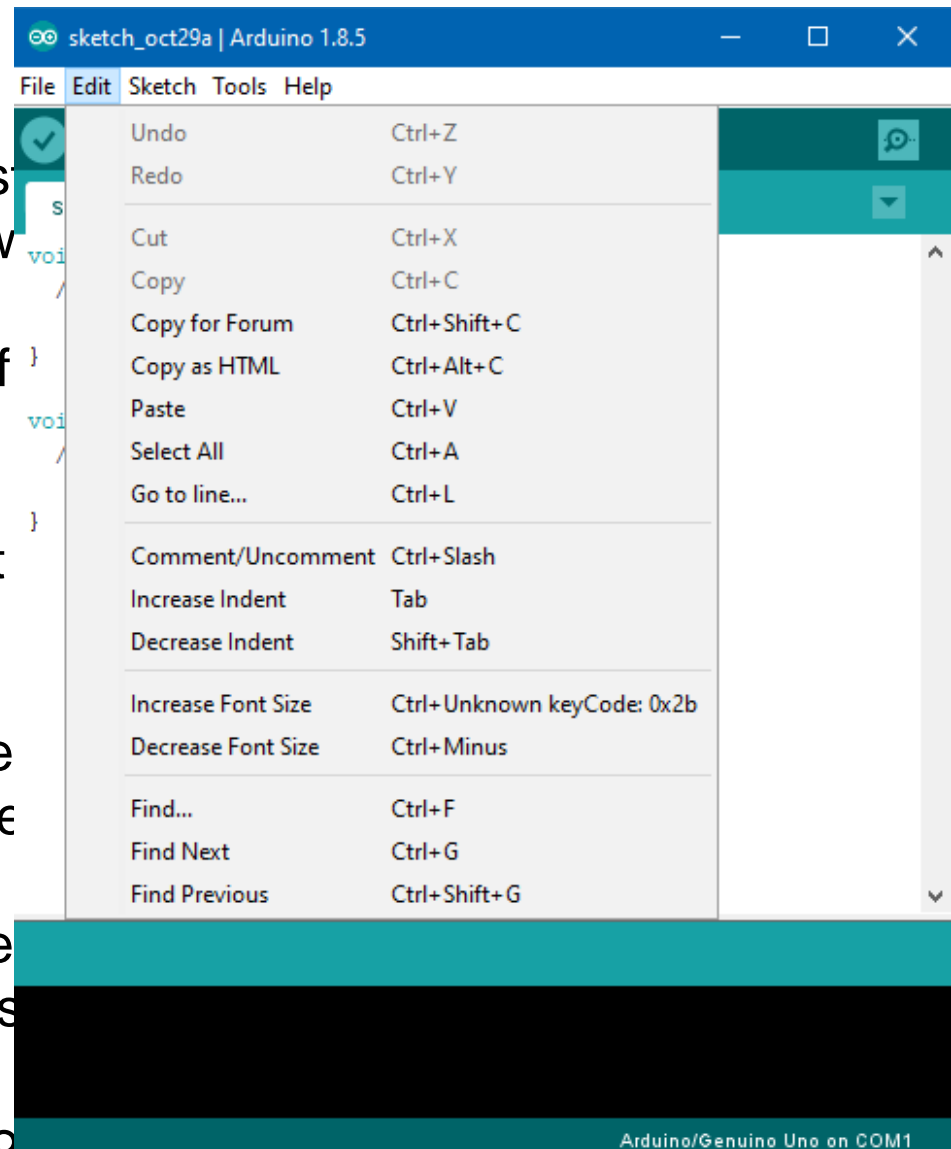 sketch_oct29a | Arduino 1.8.5
File Edit Sketch Tools Help
Undo Ctrl+Z
Redo Ctrl+Y
Cut Ctrl+X
Copy Ctrl+C
Copy for Forum Ctrl+Shift+C
Copy as HTML Ctrl+Alt+C
Paste Ctrl+V
Select All Ctrl+A
Go to line... Ctrl+L
Comment/Uncomment Ctrl+Slash
Increase Indent Tab
Decrease Indent Shift+Tab
Increase Font Size Ctrl+Unknown keyCode: 0x2b
Decrease Font Size Ctrl+Minus
Find... Ctrl+F
Find Next Ctrl+G
Find Previous Ctrl+Shift+G
Arduino/Genuino Uno on COM1